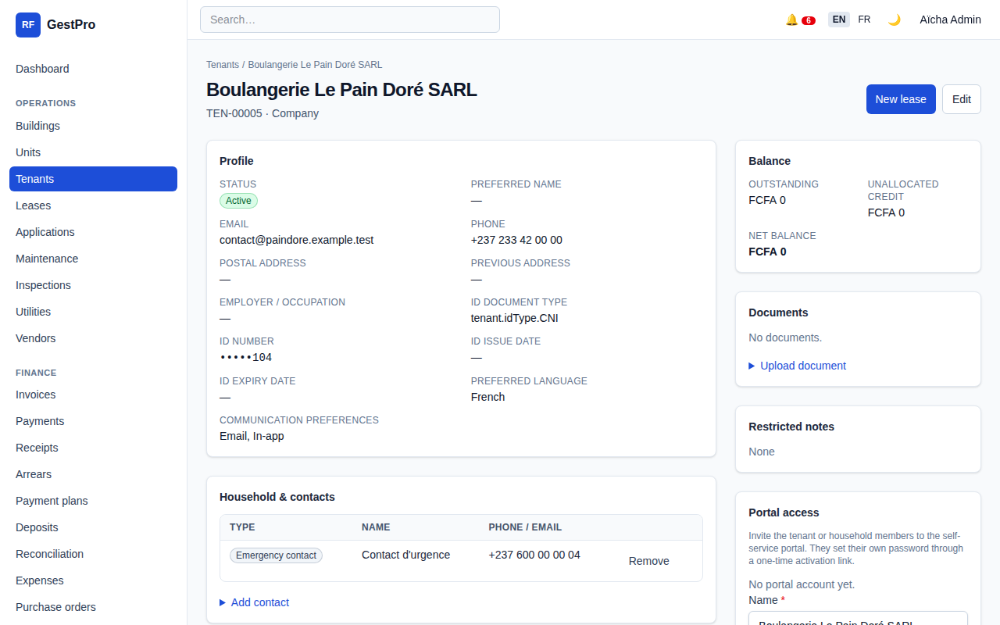 RF GestPro
Search…
🔔 6 EN FR 🌙 Aïcha Admin
Dashboard
OPERATIONS
Buildings
Units
Tenants
Leases
Applications
Maintenance
Inspections
Utilities
Vendors
FINANCE
Invoices
Payments
Receipts
Arrears
Payment plans
Deposits
Reconciliation
Expenses
Purchase orders
Tenants / Boulangerie Le Pain Doré SARL
Boulangerie Le Pain Doré SARL
TEN-00005 · Company
New lease Edit
Profile
STATUS
Active
PREFERRED NAME
—
EMAIL
contact@paindore.example.test
PHONE
+237 233 42 00 00
POSTAL ADDRESS
—
PREVIOUS ADDRESS
—
EMPLOYER / OCCUPATION
—
ID DOCUMENT TYPE
tenant.idType.CNI
ID NUMBER
•••••104
ID ISSUE DATE
—
ID EXPIRY DATE
—
PREFERRED LANGUAGE
French
COMMUNICATION PREFERENCES
Email, In-app
Household & contacts
TYPE NAME PHONE / EMAIL
Emergency contact Contact d'urgence +237 600 00 00 04 Remove
▶ Add contact
Balance
OUTSTANDING
FCFA 0
UNALLOCATED
CREDIT
FCFA 0
NET BALANCE
FCFA 0
Documents
No documents.
▶ Upload document
Restricted notes
None
Portal access
Invite the tenant or household members to the self-
service portal. They set their own password through
a one-time activation link.
No portal account yet.
Name *
Boulangerie Le Pain Doré SARL